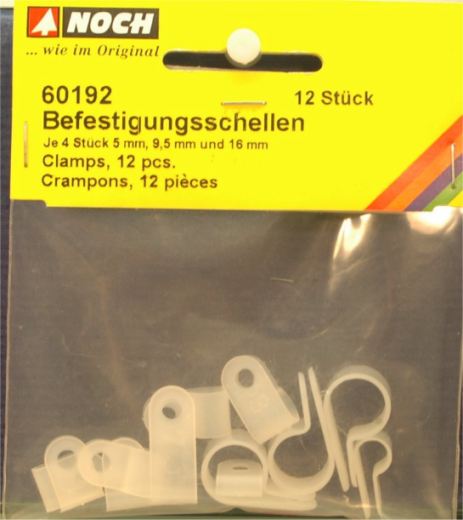 NOCH
... wie im Original
60192 12 Stück
Befestigungsschellen
Je 4 Stück 5 mm, 9,5 mm und 16 mm
Clamps, 12 pcs.
Crampons, 12 pièces